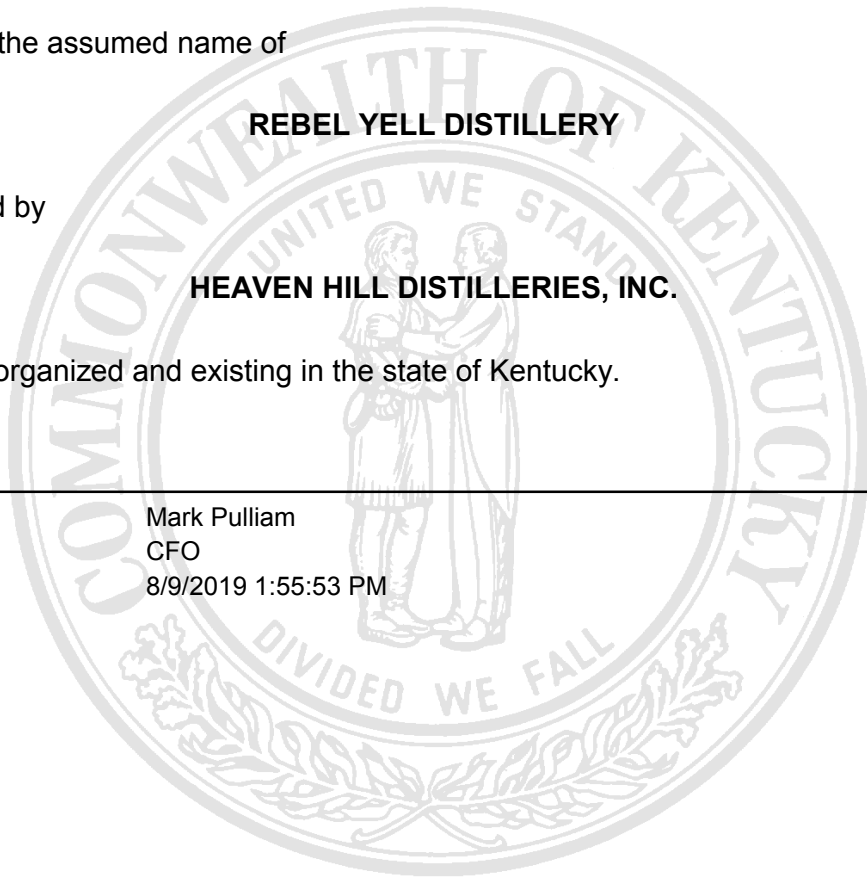 the assumed name of
REBEL YELL DISTILLERY
d by
HEAVEN HILL DISTILLERIES, INC.
organized and existing in the state of Kentucky.
Mark Pulliam
CFO
8/9/2019 1:55:53 PM
COMMONWEALTH OF KENTUCKY
UNITED WE STAND
DIVIDED WE FALL